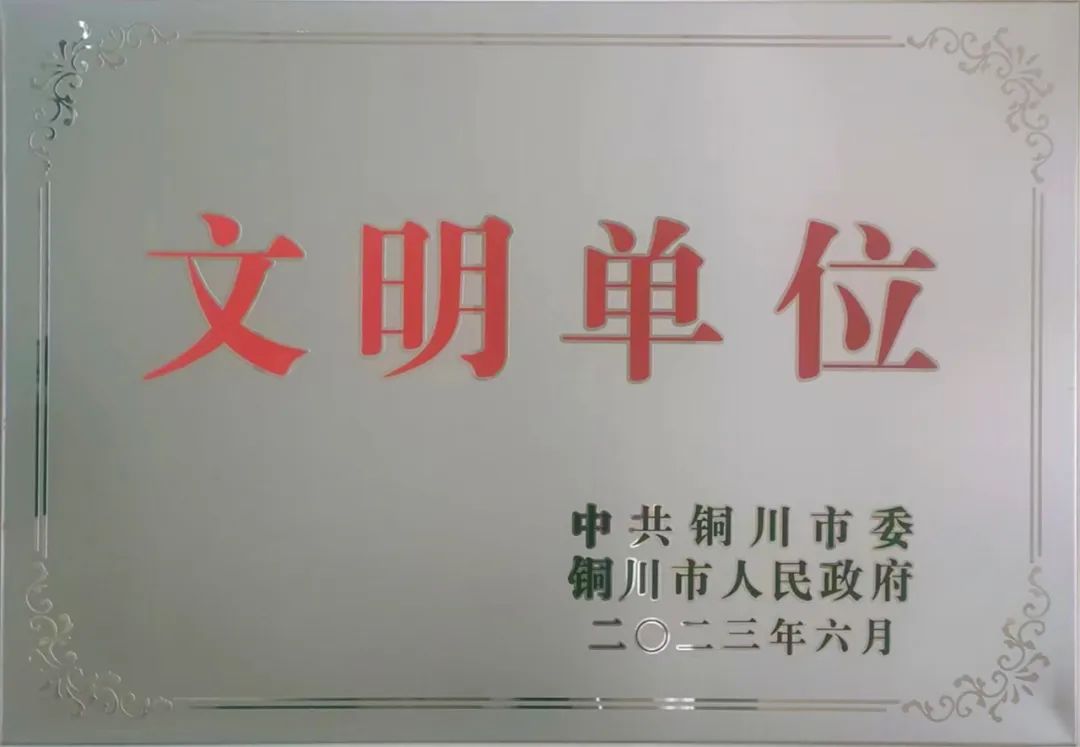 文明单位
中共铜川市委
铜川市人民政府
二〇二三年六月